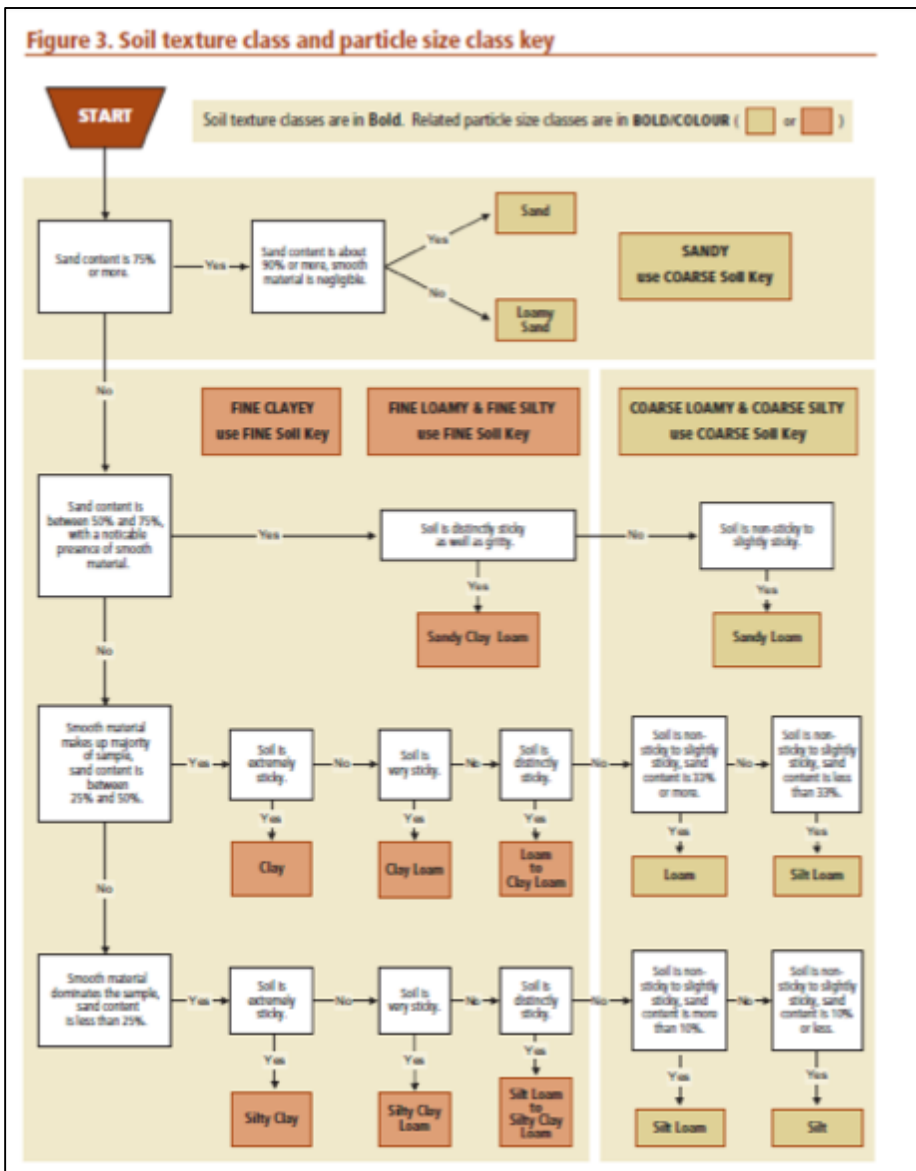 Figure 3. Soil texture class and particle size class key
START
Soil texture classes are in Bold. Related particle size classes are in BOLD/COLOUR ( or )
Sand content is 75%
or more.
Yes
Sand content is about
90% or more, smooth
material is negligible.
Yes
No
Sand
Loamy
Sand
SANDY
use COARSE Soil Key
No
FINE CLAYEY
use FINE Soil Key
FINE LOAMY & FINE SILTY
use FINE Soil Key
COARSE LOAMY & COARSE SILTY
use COARSE Soil Key
Sand content is
between 50% and 75%,
with a noticable
presence of smooth
material.
Yes
Soil is distinctly sticky
as well as gritty.
No
Soil is non-sticky to
slightly sticky.
Yes
Yes
Sandy Clay Loam
Sandy Loam
No
Smooth material
makes up majority
of sample,
sand content is
between
25% and 50%.
Yes
Soil is
extremely
sticky.
No
Soil is
very sticky.
No
Soil is
distinctly
sticky.
No
Soil is non-
sticky to slightly
sticky, sand
content is 33%
or more.
No
Soil is non-
sticky to slightly
sticky, sand
content is less
than 33%.
Yes
Yes
Yes
Yes
Yes
Clay
Clay Loam
Loam
to
Clay Loam
Loam
Silt Loam
No
Smooth material
dominates the sample,
sand content
is less than 25%.
Yes
Soil is
extremely
sticky.
No
Soil is
very sticky.
No
Soil is
distinctly
sticky.
No
Soil is non-
sticky to slightly
sticky, sand
content is more
than 10%.
No
Soil is non-
sticky to slightly
sticky, sand
content is 10%
or less.
Yes
Yes
Yes
Yes
Yes
Silty Clay
Silty Clay
Loam
Silt Loam
to
Silty Clay
Loam
Silt Loam
Silt